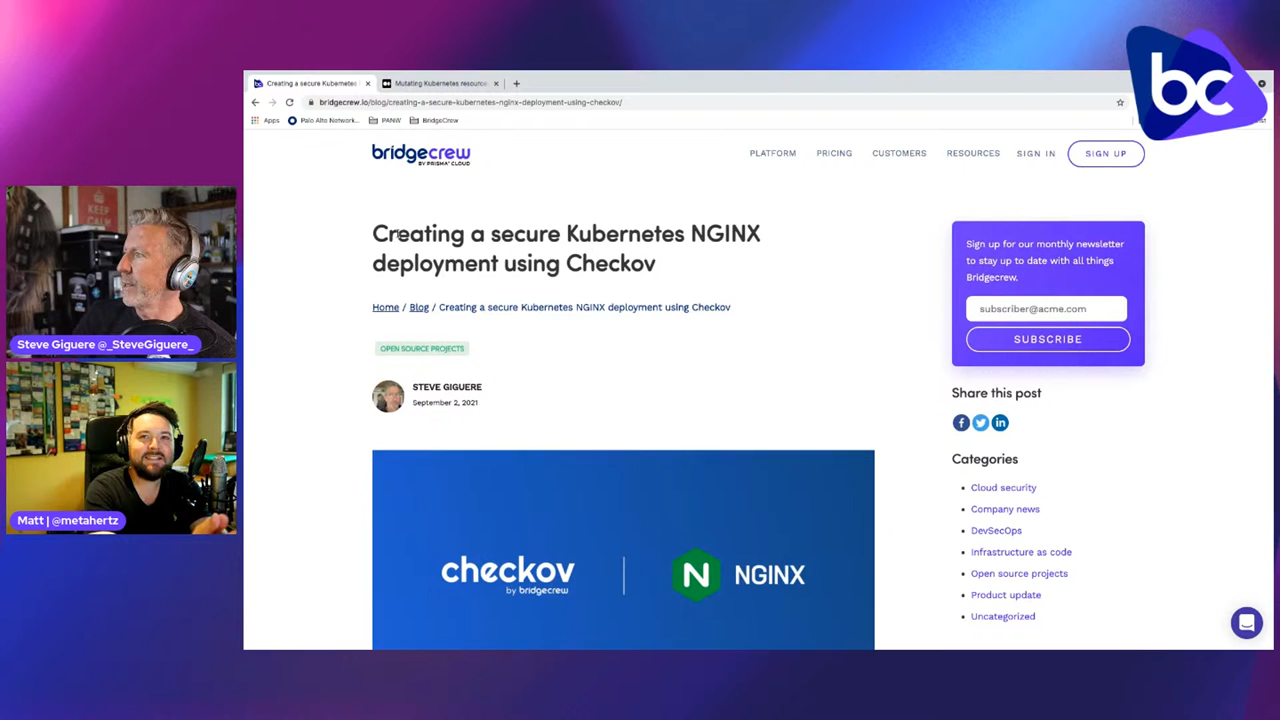 bc
Creating a secure Kubernetes
Mutating Kubernetes resource
bridgecrew.io/blog/creating-a-secure-kubernetes-nginx-deployment-using-checkov/
Apps
Palo Alto Network...
PANW
BridgeCrew
bridgecrew
BY PRISMA CLOUD
PLATFORM
PRICING
CUSTOMERS
RESOURCES
SIGN IN
SIGN UP
KEEP
CALM
Steve Giguere @_SteveGiguere_
Matt | @metahertz
Creating a secure Kubernetes NGINX
deployment using Checkov
Home / Blog / Creating a secure Kubernetes NGINX deployment using Checkov
OPEN SOURCE PROJECTS
STEVE GIGUERE
September 2, 2021
checkov
by bridgecrew
N
NGINX
Sign up for our monthly newsletter
to stay up to date with all things
Bridgecrew.
subscriber@acme.com
SUBSCRIBE
Share this post
Categories
Cloud security
Company news
DevSecOps
Infrastructure as code
Open source projects
Product update
Uncategorized